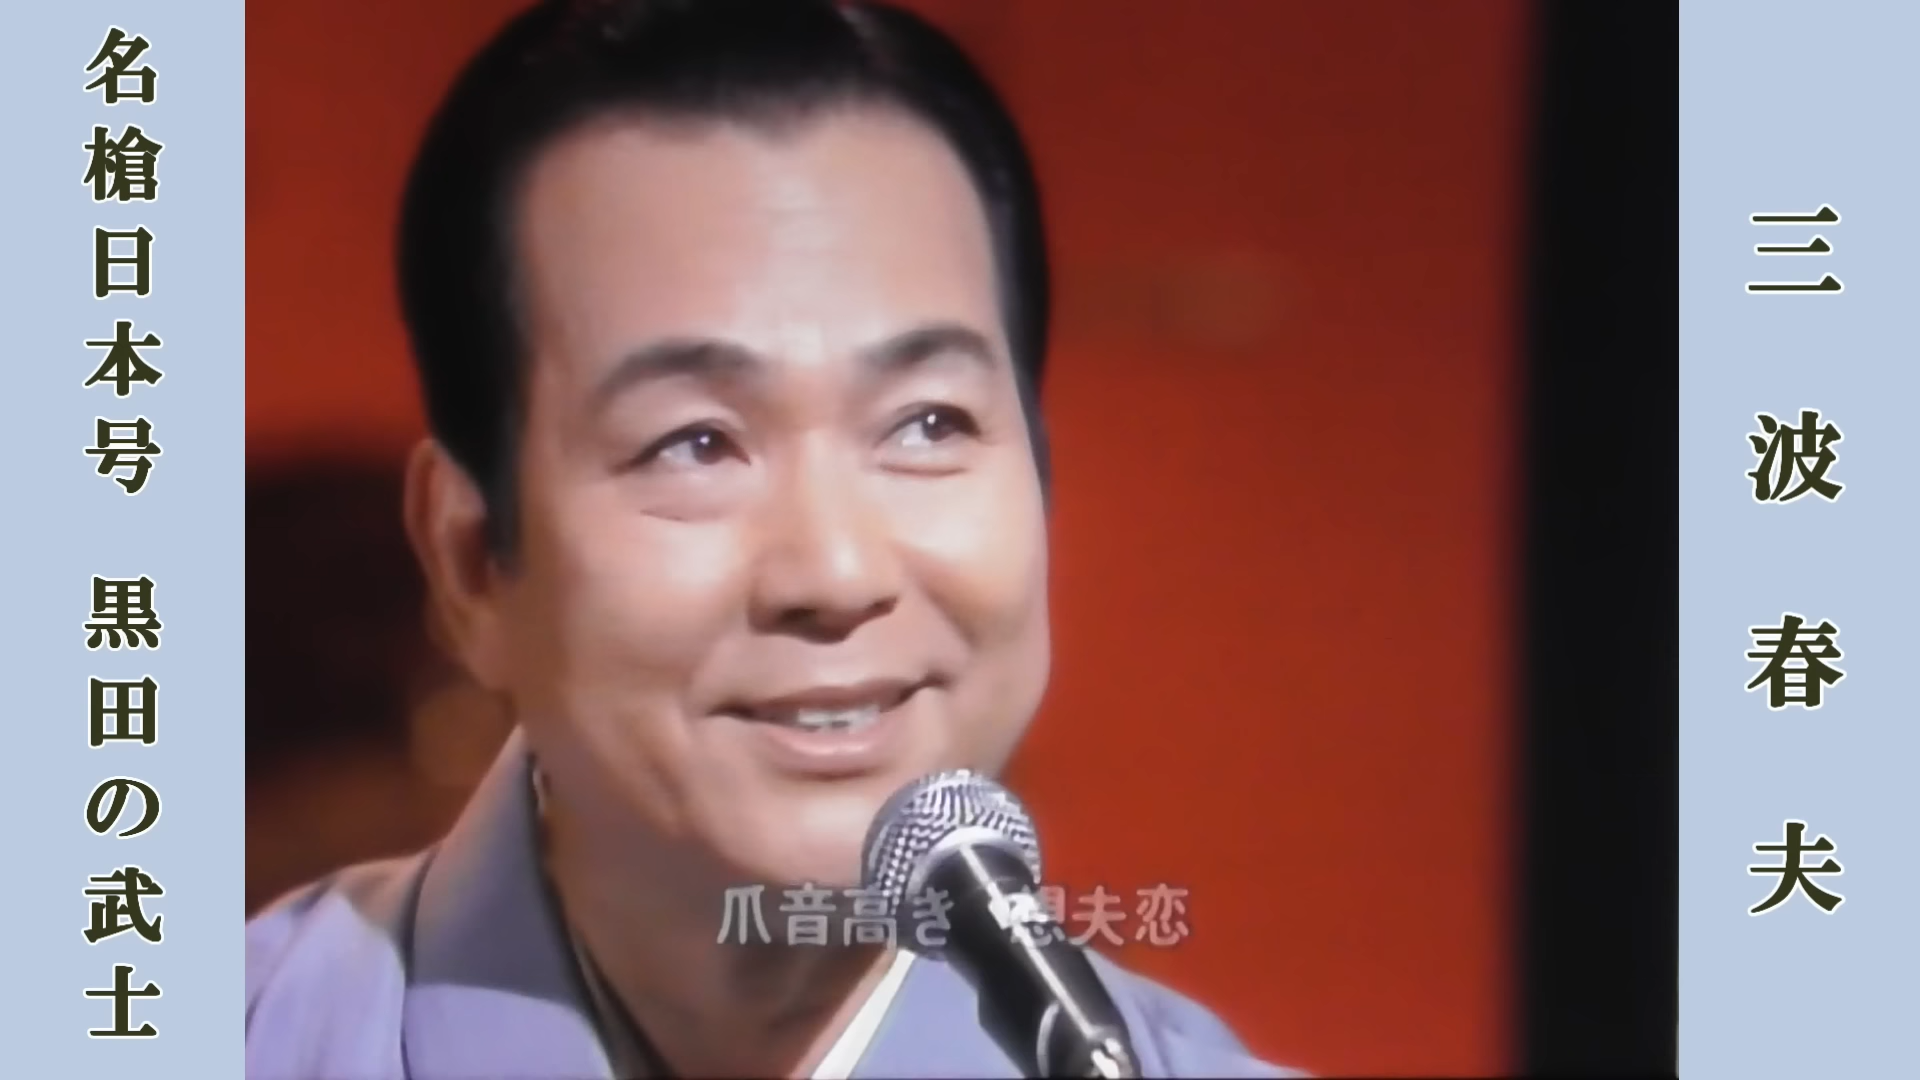 名槍日本号 黒田の武士
三波春夫
爪音高き 想夫恋